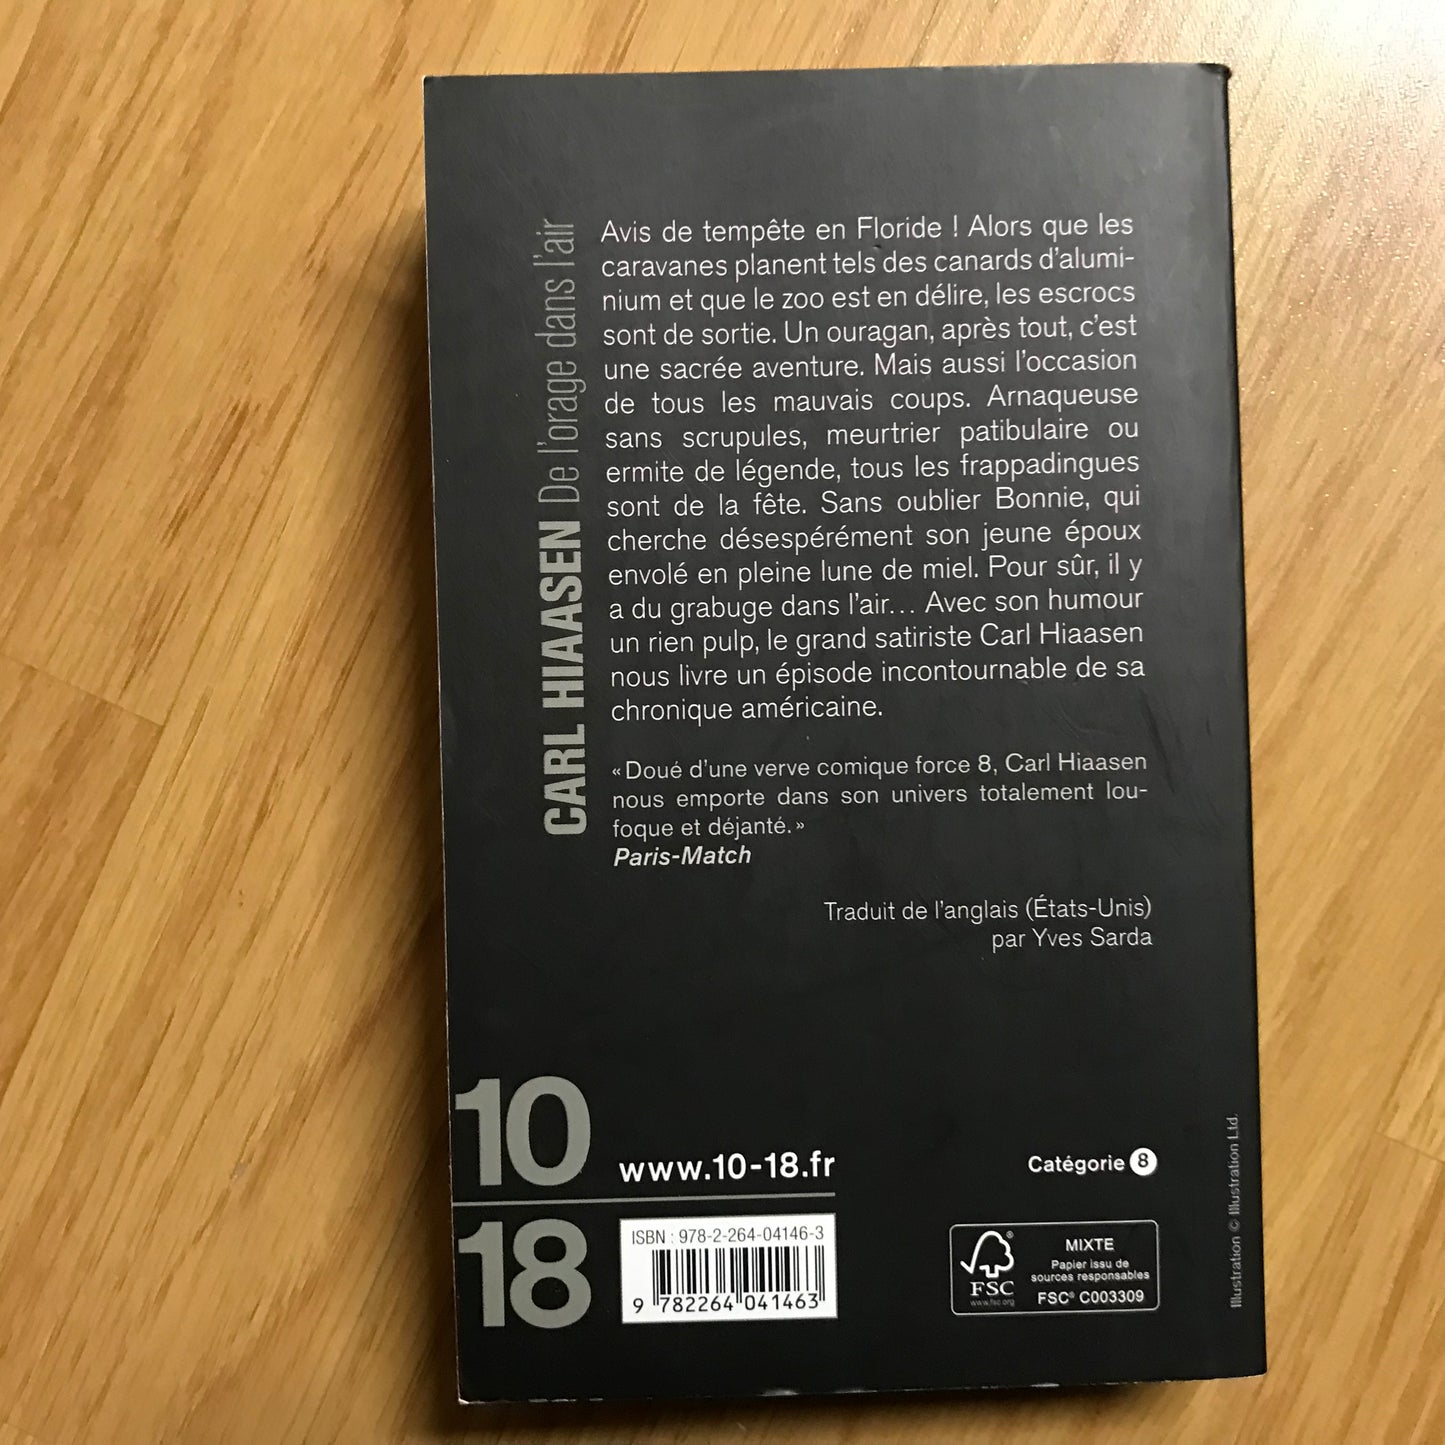 CARL HIAASEN De l'orage dans l'air
Avis de tempête en Floride ! Alors que les
caravanes planent tels des canards d'alumi-
nium et que le zoo est en délire, les escrocs
sont de sortie. Un ouragan, après tout, c'est
une sacrée aventure. Mais aussi l'occasion
de tous les mauvais coups. Arnaqueuse
sans scrupules, meurtrier patibulaire ou
ermite de légende, tous les frappadingues
sont de la fête. Sans oublier Bonnie, qui
cherche désespérément son jeune époux
envolé en pleine lune de miel. Pour sûr, il y
a du grabuge dans l'air... Avec son humour
un rien pulp, le grand satiriste Carl Hiaasen
nous livre un épisode incontournable de sa
chronique américaine.
« Doué d'une verve comique force 8, Carl Hiaasen
nous emporte dans son univers totalement lou-
foque et déjanté. »
Paris-Match
Traduit de l'anglais (États-Unis)
par Yves Sarda
10
18
www.10-18.fr
Catégorie 8
ISBN : 978-2-264-04146-3
9 782264 041463
FSC®
www.fsc.org
MIXTE
Papier issu de
sources responsables
FSC® C003309
Illustration © Illustration Ltd.